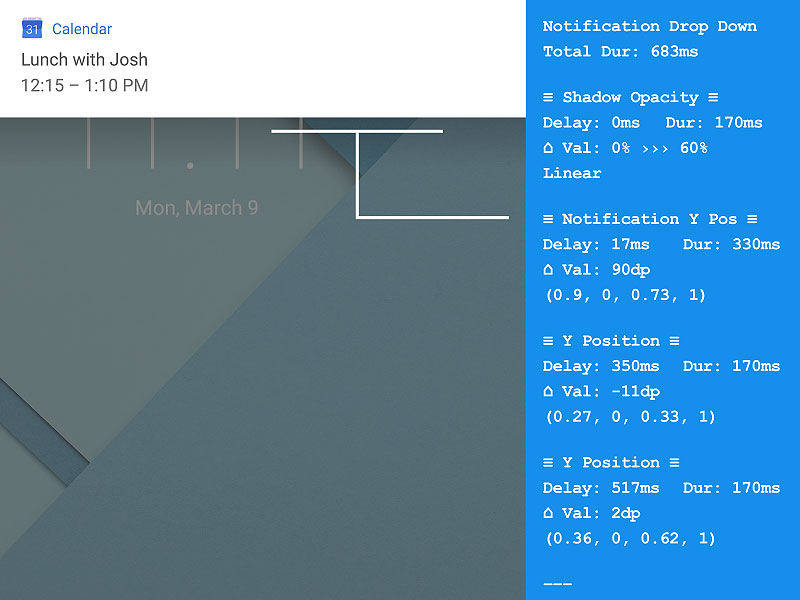 31 Calendar
Lunch with Josh
12:15 – 1:10 PM
Mon, March 9
Notification Drop Down
Total Dur: 683ms
≡ Shadow Opacity ≡
Delay: 0ms Dur: 170ms
⌂ Val: 0% ››› 60%
Linear
≡ Notification Y Pos ≡
Delay: 17ms Dur: 330ms
⌂ Val: 90dp
(0.9, 0, 0.73, 1)
≡ Y Position ≡
Delay: 350ms Dur: 170ms
⌂ Val: -11dp
(0.27, 0, 0.33, 1)
≡ Y Position ≡
Delay: 517ms Dur: 170ms
⌂ Val: 2dp
(0.36, 0, 0.62, 1)
___